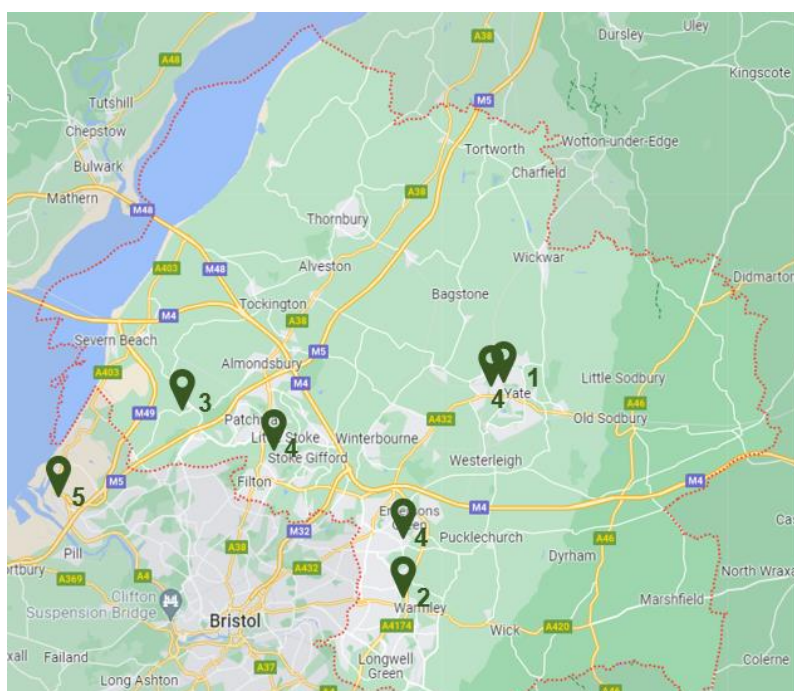 A48
A38
Dursley
Uley
Kingscote
Tutshill
Chepstow
M5
Bulwark
Tortworth
Wotton-under-Edge
Charfield
Mathern
A38
M48
Thornbury
Wickwar
A403
M48
Alveston
Didmarton
Bagstone
Tockington
M4
A38
Severn Beach
M5
Almondsbury
A403
M4
1
Little Sodbury
4
Yate
3
M49
A46
Patchway
A432
Old Sodbury
Little Stoke
4
Winterbourne
Stoke Gifford
Westerleigh
M5
Filton
M4
5
M4
Emersons
Green
4
M32
Pucklechurch
A46
Pill
A38
Dyrham
A4
A432
North Wraxall
A369
Clifton
Suspension Bridge
2
Warmley
Marshfield
Bristol
A4174
Wick
A420
Failand
Longwell
Green
Colerne
A37
Long Ashton
A4
A46